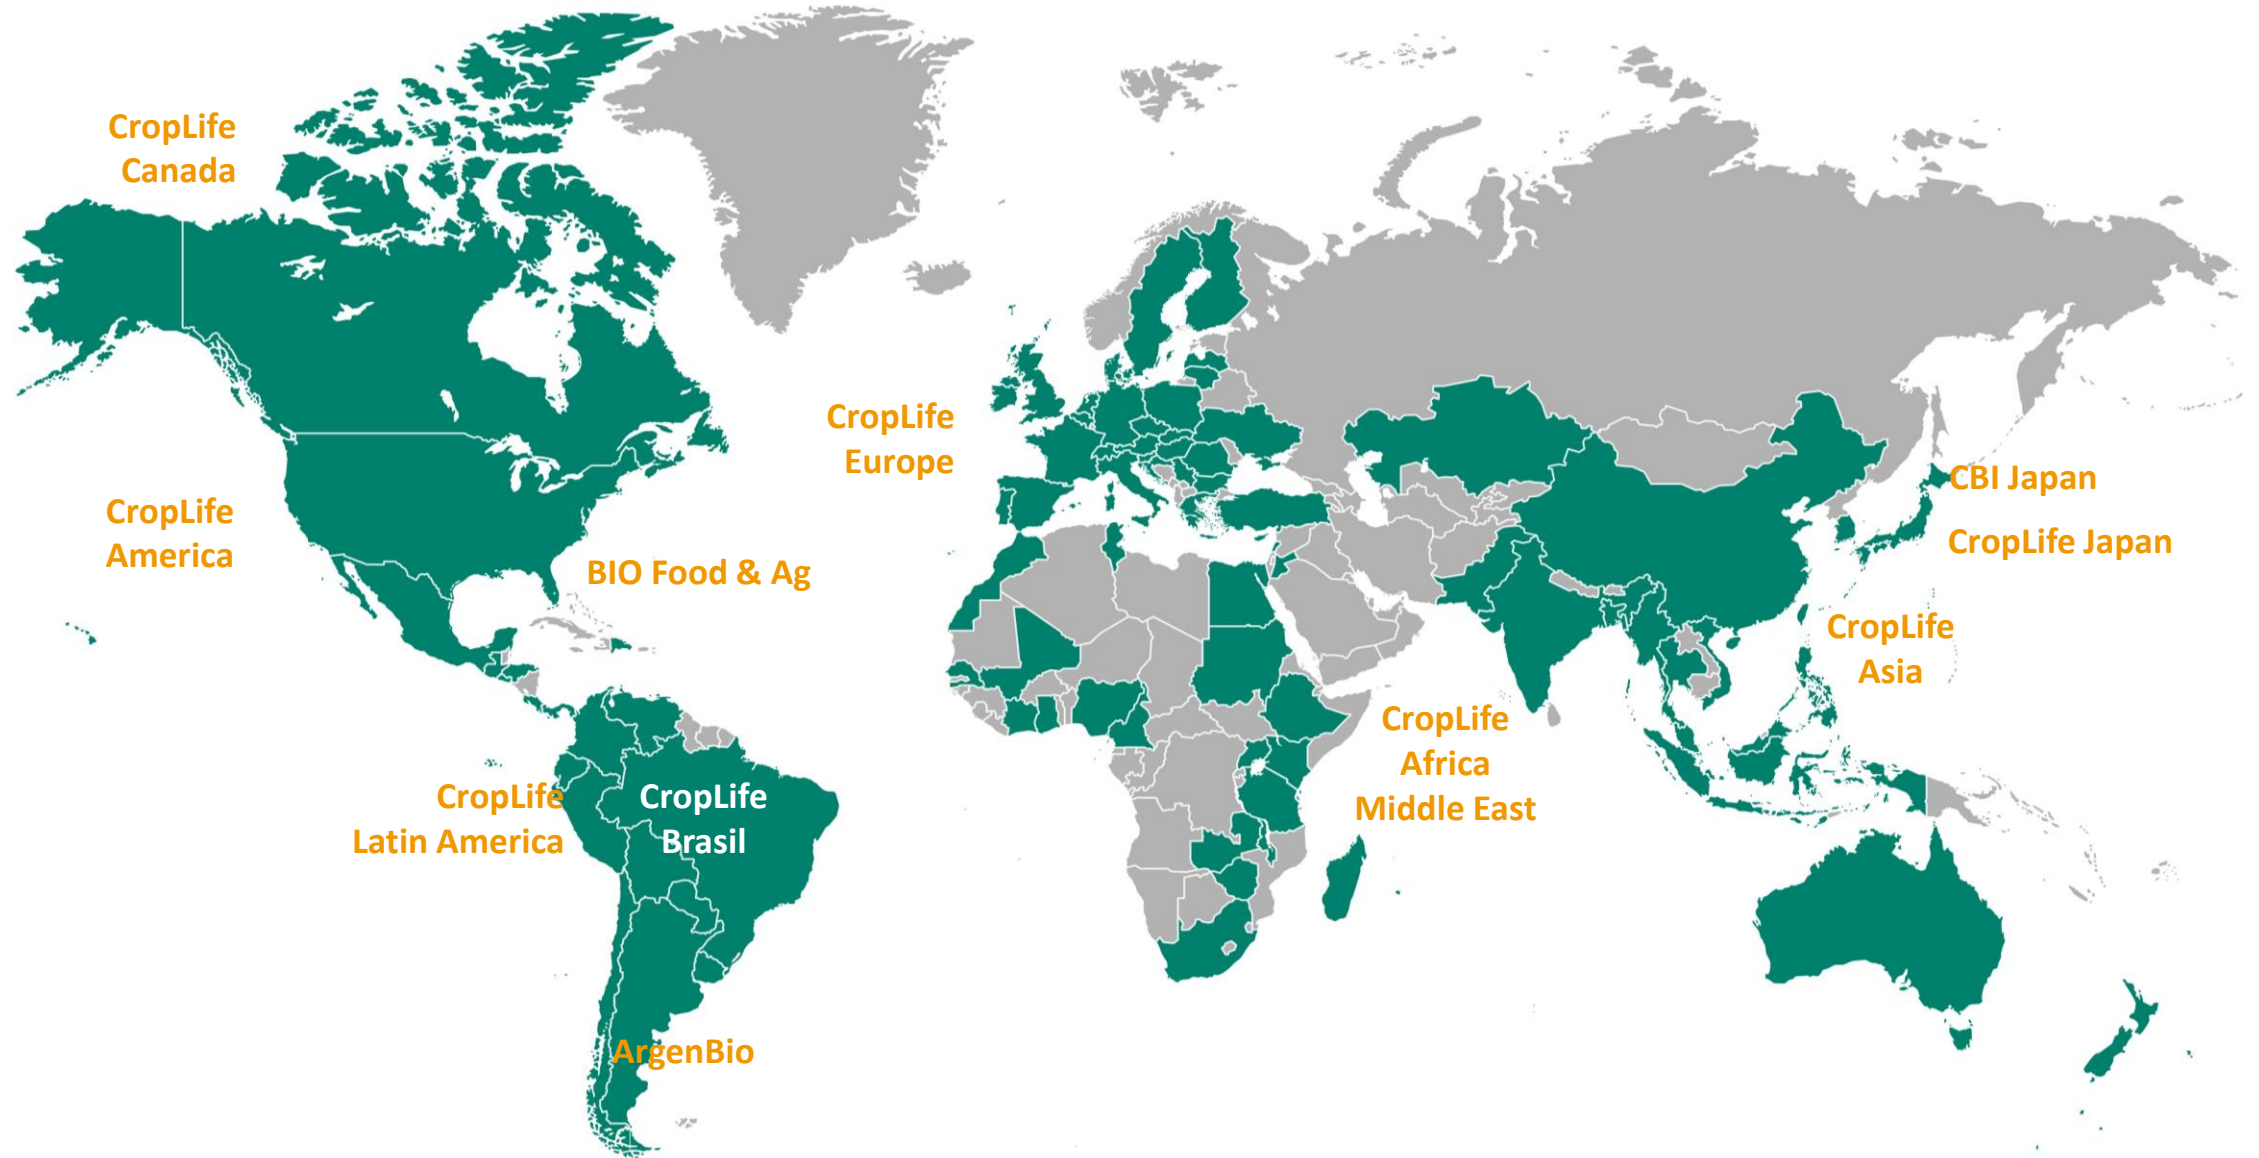 CropLife
Canada
CropLife
America
BIO Food & Ag
CropLife
Latin America
CropLife
Brasil
ArgenBio
CropLife
Europe
CropLife
Africa
Middle East
CBI Japan
CropLife Japan
CropLife
Asia